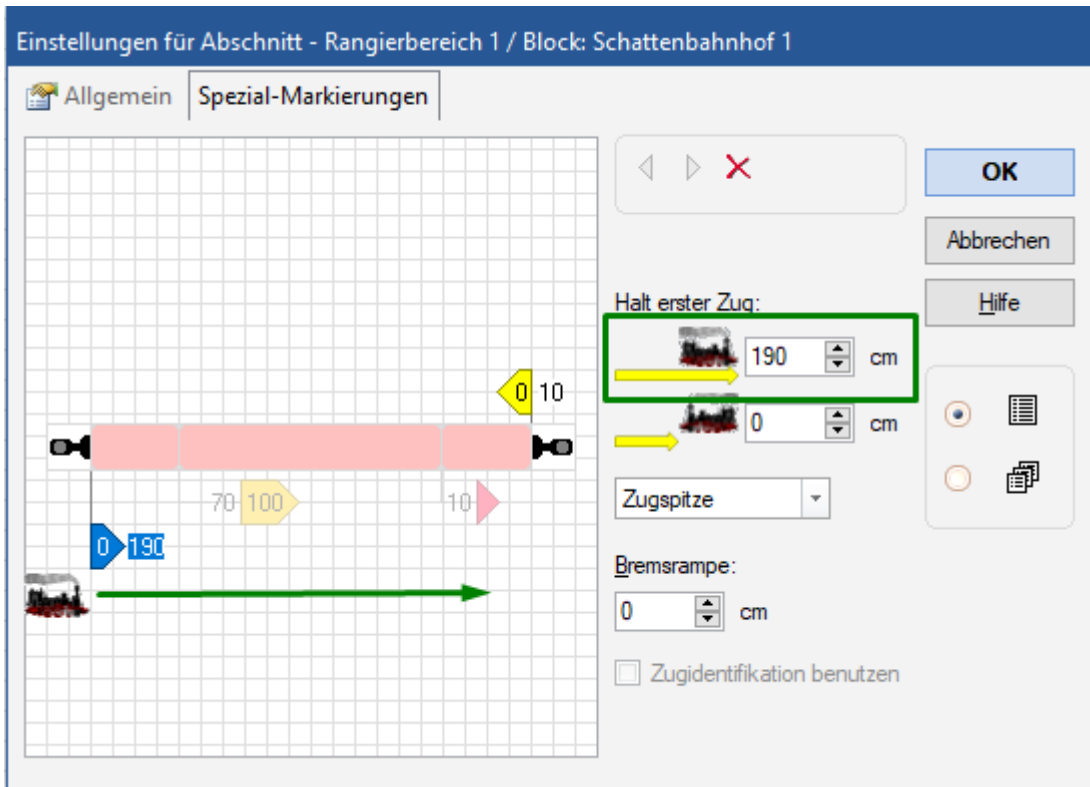 Einstellungen für Abschnitt - Rangierbereich 1 / Block: Schattenbahnhof 1
Allgemein
Spezial-Markierungen
OK
Abbrechen
Hilfe
Halt erster Zug:
190 cm
0 cm
Zugspitze
Bremsrampe:
0 cm
Zugidentifikation benutzen
0 10
70 100
10
0 190